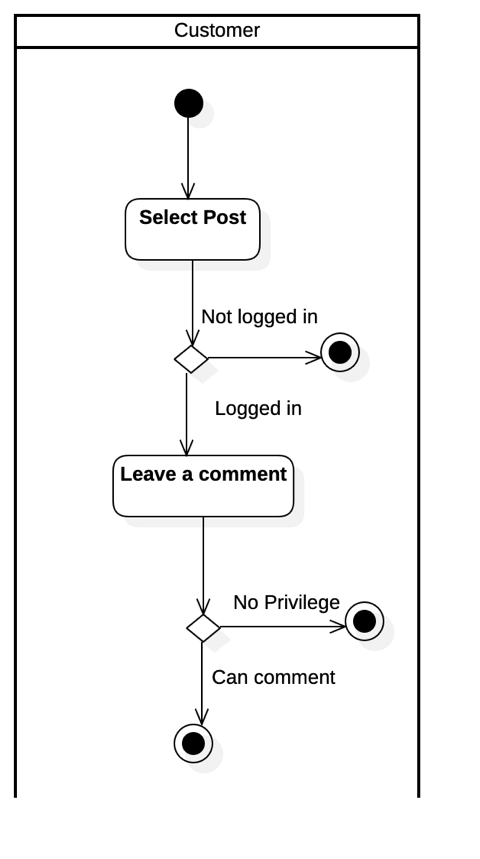 Customer
Select Post
Not logged in
Logged in
Leave a comment
No Privilege
Can comment